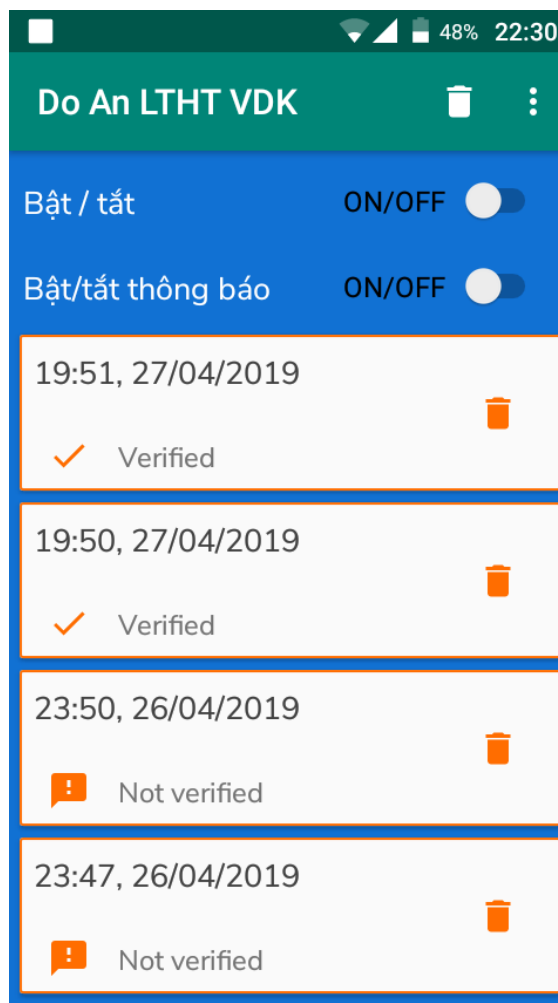 48% 22:30
Do An LTHT VDK
Bật / tắt ON/OFF
Bật/tắt thông báo ON/OFF
19:51, 27/04/2019
Verified
19:50, 27/04/2019
Verified
23:50, 26/04/2019
Not verified
23:47, 26/04/2019
Not verified